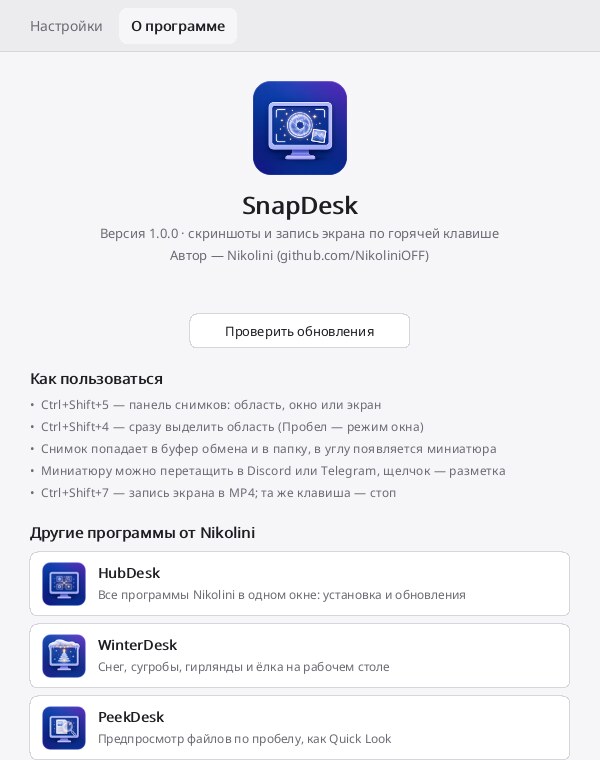 Настройки
О программе
SnapDesk
Версия 1.0.0 · скриншоты и запись экрана по горячей клавише
Автор — Nikolini (github.com/NikoliniOFF)
Проверить обновления
Как пользоваться
• Ctrl+Shift+5 — панель снимков: область, окно или экран
• Ctrl+Shift+4 — сразу выделить область (Пробел — режим окна)
• Снимок попадает в буфер обмена и в папку, в углу появляется миниатюра
• Миниатюру можно перетащить в Discord или Telegram, щелчок — разметка
• Ctrl+Shift+7 — запись экрана в MP4; та же клавиша — стоп
Другие программы от Nikolini
HubDesk
Все программы Nikolini в одном окне: установка и обновления
WinterDesk
Снег, сугробы, гирлянды и ёлка на рабочем столе
PeekDesk
Предпросмотр файлов по пробелу, как Quick Look